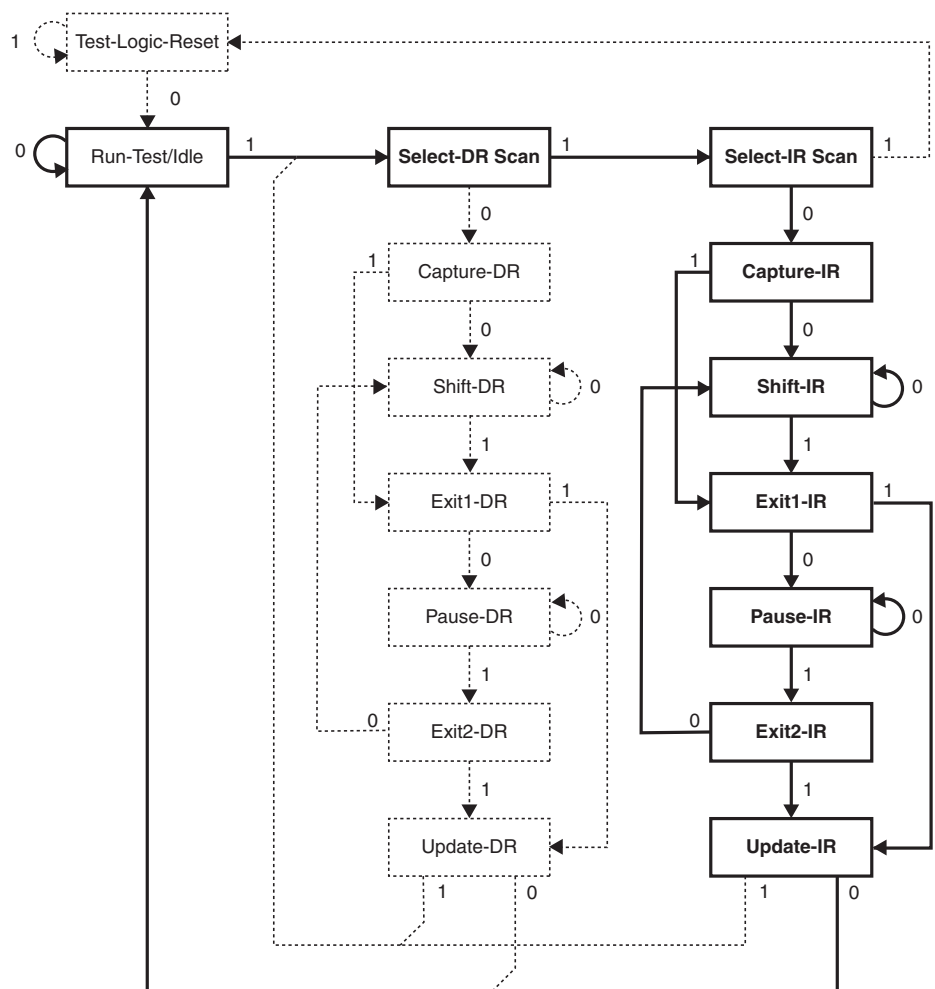 1 Test-Logic-Reset
0
0 Run-Test/Idle 1 Select-DR Scan 1 Select-IR Scan 1
0 0
1 Capture-DR 1 Capture-IR
0 0
Shift-DR 0 Shift-IR 0
1 1
Exit1-DR 1 Exit1-IR 1
0 0
Pause-DR 0 Pause-IR 0
1 1
0 Exit2-DR 0 Exit2-IR
1 1
Update-DR Update-IR
1 0 1 0